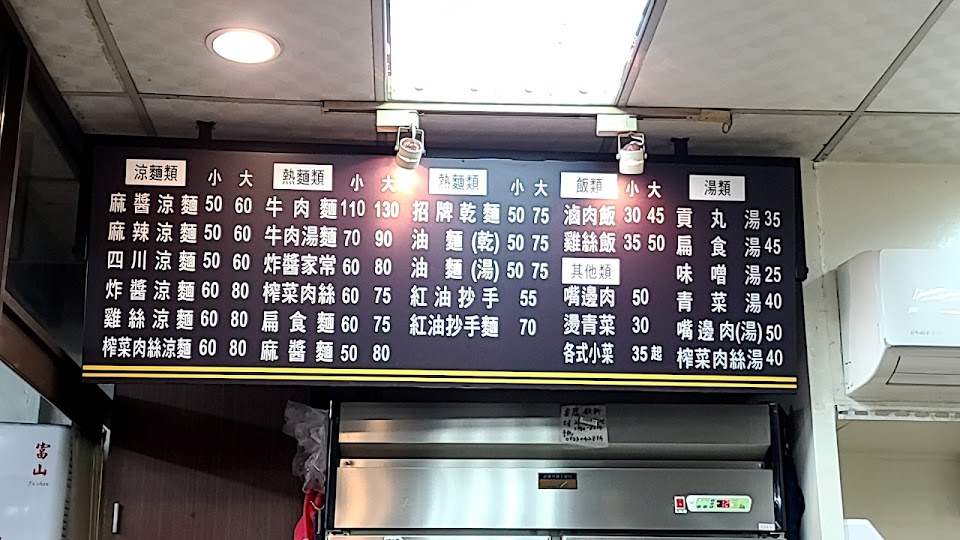 涼麵類 小 大
麻醬涼麵 50 60
麻辣涼麵 50 60
四川涼麵 50 60
炸醬涼麵 60 80
雞絲涼麵 60 80
榨菜肉絲涼麵 60 80
熱麵類 小 大
牛肉麵 110 130
牛肉湯麵 70 90
炸醬家常 60 80
榨菜肉絲 60 75
扁食麵 60 75
麻醬麵 50 80
熱麵類 小 大
招牌乾麵 50 75
油麵(乾) 50 75
油麵(湯) 50 75
紅油抄手 55
紅油抄手麵 70
飯類 小 大
滷肉飯 30 45
雞絲飯 35 50
其他類
嘴邊肉 50
燙青菜 30
各式小菜 35起
湯類
貢丸湯 35
扁食湯 45
味噌湯 25
青菜湯 40
嘴邊肉(湯) 50
榨菜肉絲湯 40
富山
Fu shan